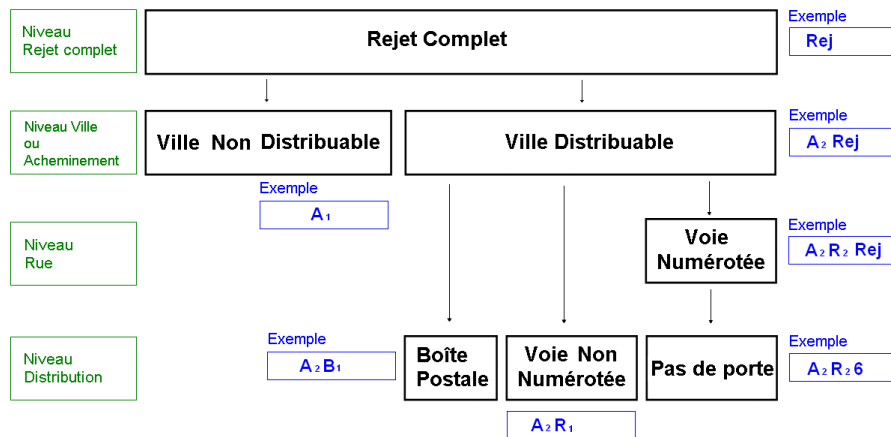 Niveau
Rejet complet
Rejet Complet
Exemple
Rej
Niveau Ville
ou
Acheminement
Ville Non Distribuable
Ville Distribuable
Exemple
A₂ Rej
Exemple
A₁
Niveau
Rue
Voie
Numérotée
Exemple
A₂ R₂ Rej
Niveau
Distribution
Exemple
A₂ B₁
Boîte
Postale
Voie Non
Numérotée
Pas de porte
Exemple
A₂ R₂ 6
A₂ R₁